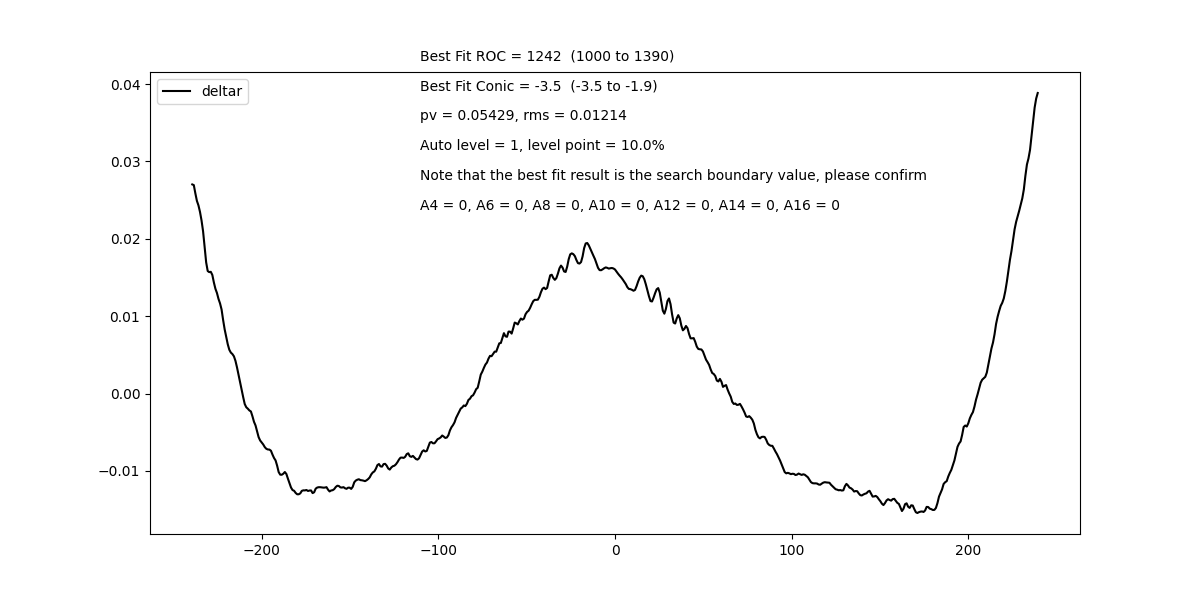 Best Fit ROC = 1242  (1000 to 1390)
Best Fit Conic = -3.5  (-3.5 to -1.9)
pv = 0.05429, rms = 0.01214
Auto level = 1, level point = 10.0%
Note that the best fit result is the search boundary value, please confirm
A4 = 0, A6 = 0, A8 = 0, A10 = 0, A12 = 0, A14 = 0, A16 = 0
deltar
0.04
0.03
0.02
0.01
0.00
−0.01
−200
−100
0
100
200